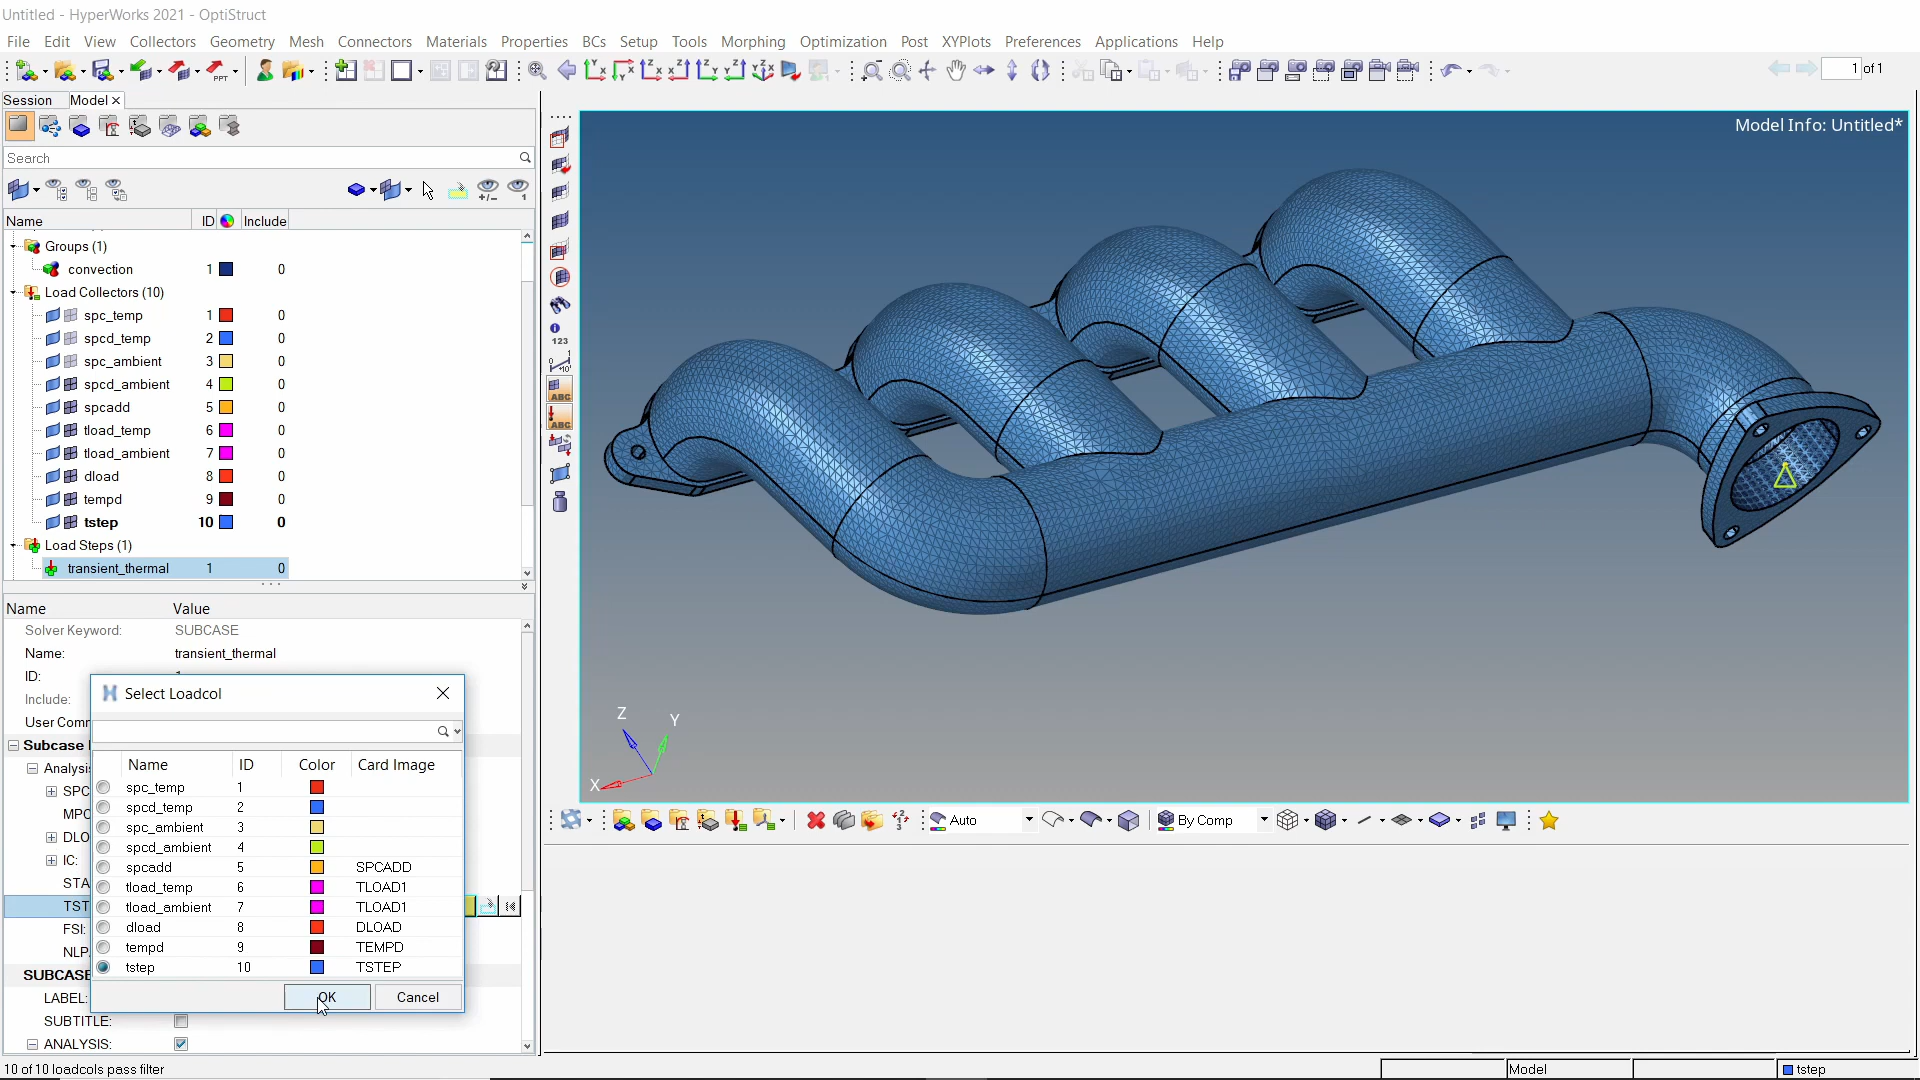 Untitled - HyperWorks 2021 - OptiStruct
File Edit View Collectors Geometry Mesh Connectors Materials Properties BCs Setup Tools Morphing Optimization Post XYPlots Preferences Applications Help
1 of 1
Session Model
Model Info: Untitled*
Search
Name ID Include
Groups (1)
convection 1 0
Load Collectors (10)
spc_temp 1 0
spcd_temp 2 0
spc_ambient 3 0
spcd_ambient 4 0
spcadd 5 0
tload_temp 6 0
tload_ambient 7 0
dload 8 0
tempd 9 0
tstep 10 0
Load Steps (1)
transient_thermal 1 0
Name Value
Solver Keyword: SUBCASE
Name: transient_thermal
ID:
Include:
User Comm
Subcase
Analysis
SPC
MPC
DLO
IC:
STA
TST
FSI:
NLP
SUBCASE
LABEL:
SUBTITLE:
ANALYSIS:
Select Loadcol
Name ID Color Card Image
spc_temp 1
spcd_temp 2
spc_ambient 3
spcd_ambient 4
spcadd 5 SPCADD
tload_temp 6 TLOAD1
tload_ambient 7 TLOAD1
dload 8 DLOAD
tempd 9 TEMPD
tstep 10 TSTEP
OK Cancel
123
ABC
ABC
Z Y
X
Auto By Comp
10 of 10 loadcols pass filter
Model tstep